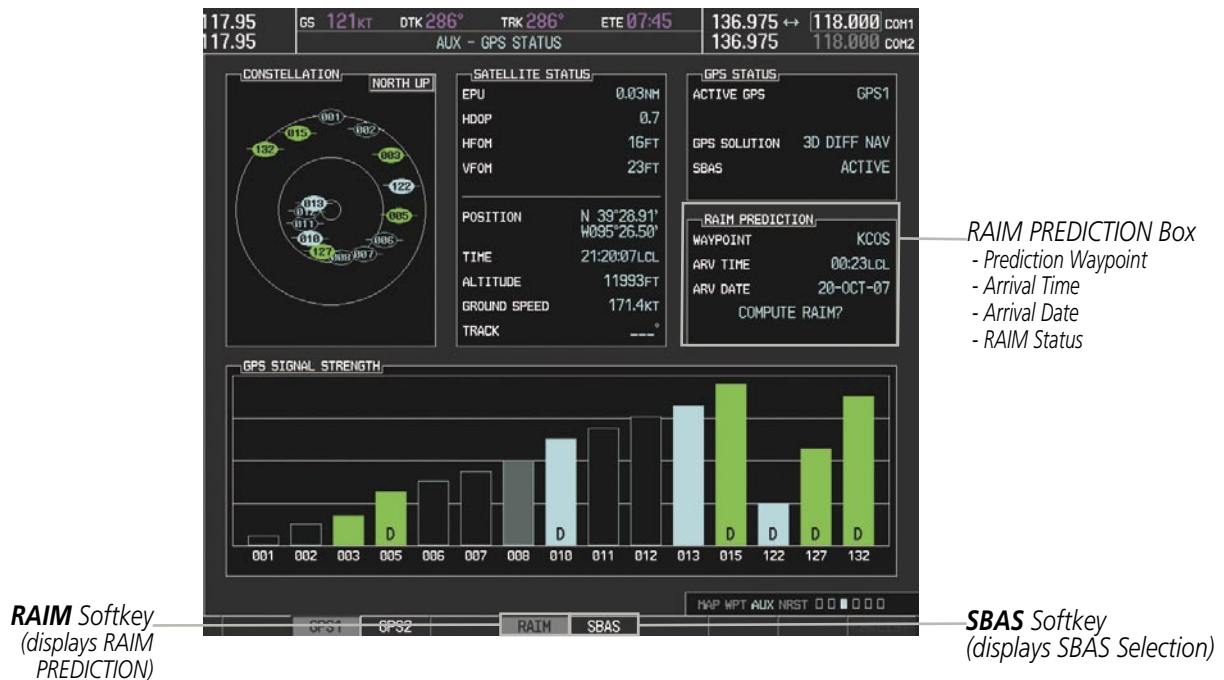 117.95
117.95
GS 121KT DTK 286° TRK 286° ETE 07:45
AUX - GPS STATUS
136.975 ↔ 118.000 COM1
136.975 118.000 COM2
CONSTELLATION
NORTH UP
001
002
015
132
003
122
005
013
012
011
010
006
127
008
007
SATELLITE STATUS
EPU 0.03NM
HDOP 0.7
HFOM 16FT
VFOM 23FT
POSITION N 39°28.91'
W095°26.50'
TIME 21:20:07LCL
ALTITUDE 11993FT
GROUND SPEED 171.4KT
TRACK ___°
GPS STATUS
ACTIVE GPS GPS1
GPS SOLUTION 3D DIFF NAV
SBAS ACTIVE
RAIM PREDICTION
WAYPOINT KCOS
ARV TIME 00:23LCL
ARV DATE 20-OCT-07
COMPUTE RAIM?
RAIM PREDICTION Box
- Prediction Waypoint
- Arrival Time
- Arrival Date
- RAIM Status
GPS SIGNAL STRENGTH
D D D D D D
001 002 003 005 006 007 008 010 011 012 013 015 122 127 132
MAP WPT AUX NRST
GPS1 GPS2 RAIM SBAS
RAIM Softkey
(displays RAIM
PREDICTION)
SBAS Softkey
(displays SBAS Selection)